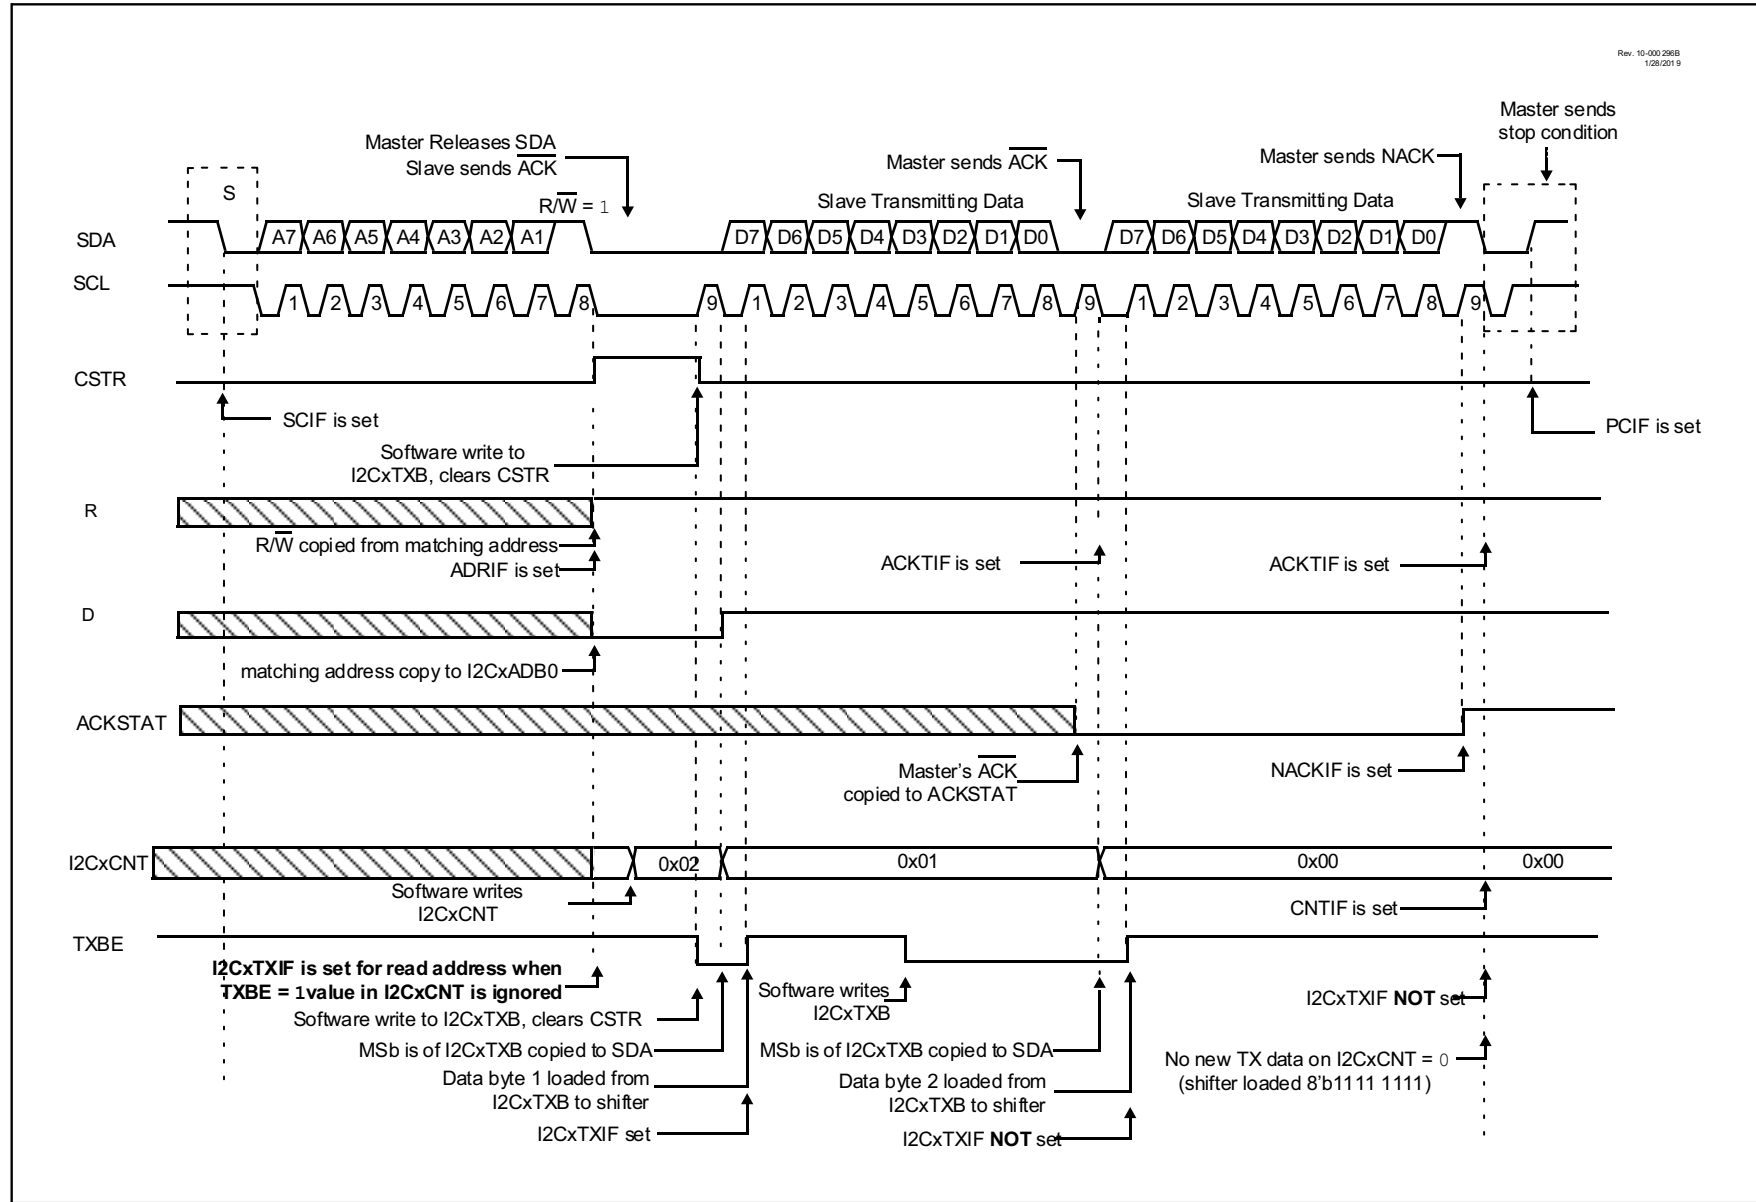 Rev. 10-000 296B
1/28/201 9
Master sends
stop condition
Master Releases SDA
Slave sends A̅C̅K̅
Master sends A̅C̅K̅
Master sends NACK
S
R/W̅ = 1
Slave Transmitting Data
Slave Transmitting Data
SDA
A7 A6 A5 A4 A3 A2 A1
D7 D6 D5 D4 D3 D2 D1 D0
D7 D6 D5 D4 D3 D2 D1 D0
SCL
1 2 3 4 5 6 7 8 9
1 2 3 4 5 6 7 8 9
1 2 3 4 5 6 7 8 9
CSTR
SCIF is set
PCIF is set
Software write to
I2CxTXB, clears CSTR
R
R/W̅ copied from matching address
ADRIF is set
ACKTIF is set
ACKTIF is set
D
matching address copy to I2CxADB0
ACKSTAT
Master's A̅C̅K̅
copied to ACKSTAT
NACKIF is set
I2CxCNT
0x02
0x01
0x00
0x00
Software writes
I2CxCNT
CNTIF is set
TXBE
I2CxTXIF is set for read address when
TXBE = 1value in I2CxCNT is ignored
Software write to I2CxTXB, clears CSTR
MSb is of I2CxTXB copied to SDA
Data byte 1 loaded from
I2CxTXB to shifter
I2CxTXIF set
Software writes
I2CxTXB
MSb is of I2CxTXB copied to SDA
Data byte 2 loaded from
I2CxTXB to shifter
I2CxTXIF NOT set
I2CxTXIF NOT set
No new TX data on I2CxCNT = 0
(shifter loaded 8'b1111 1111)